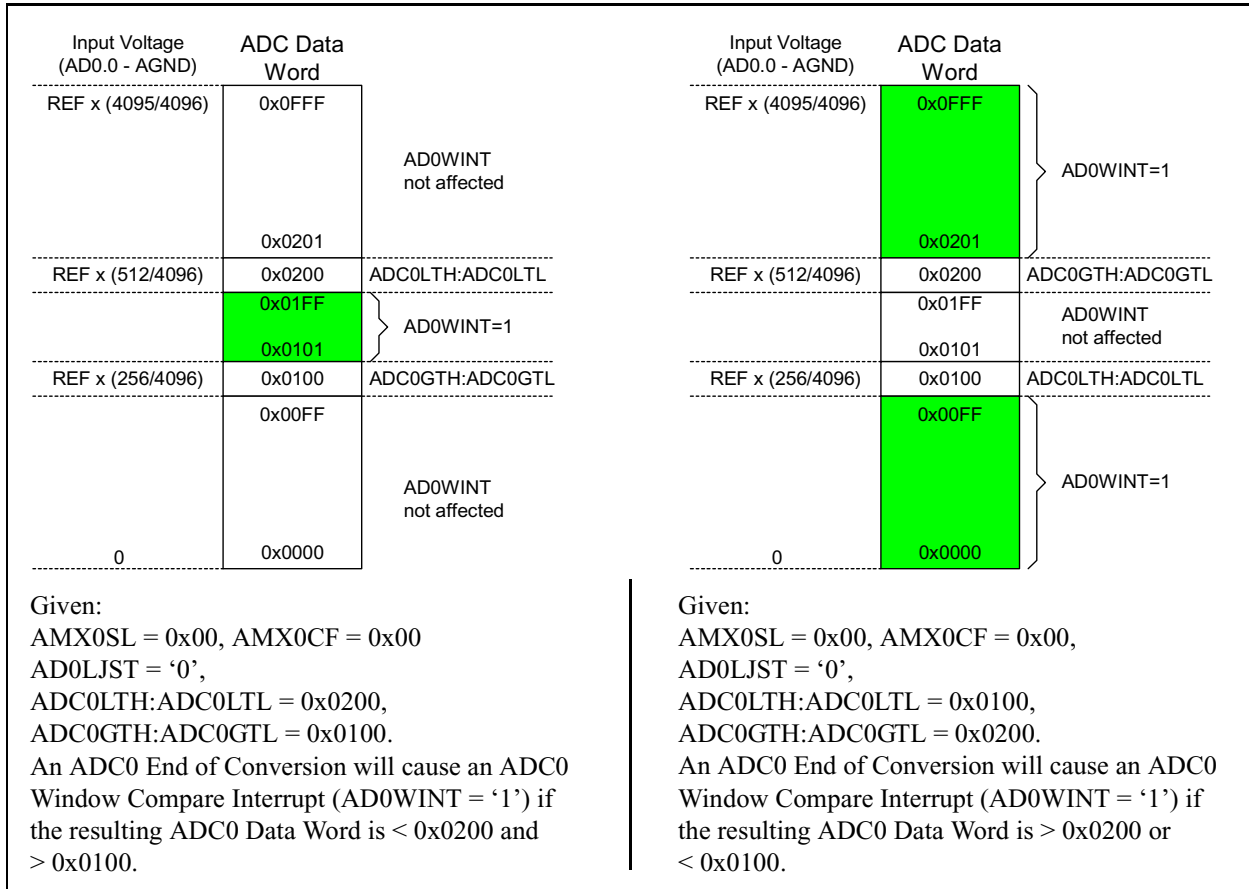 Input Voltage
(AD0.0 - AGND)
ADC Data
Word
REF x (4095/4096)
0x0FFF
AD0WINT
not affected
0x0201
REF x (512/4096)
0x0200
ADC0LTH:ADC0LTL
0x01FF
AD0WINT=1
0x0101
REF x (256/4096)
0x0100
ADC0GTH:ADC0GTL
0x00FF
AD0WINT
not affected
0
0x0000
Given:
AMX0SL = 0x00, AMX0CF = 0x00
AD0LJST = ‘0’,
ADC0LTH:ADC0LTL = 0x0200,
ADC0GTH:ADC0GTL = 0x0100.
An ADC0 End of Conversion will cause an ADC0
Window Compare Interrupt (AD0WINT = ‘1’) if
the resulting ADC0 Data Word is < 0x0200 and
> 0x0100.
Input Voltage
(AD0.0 - AGND)
ADC Data
Word
REF x (4095/4096)
0x0FFF
AD0WINT=1
0x0201
REF x (512/4096)
0x0200
ADC0GTH:ADC0GTL
0x01FF
AD0WINT
not affected
0x0101
REF x (256/4096)
0x0100
ADC0LTH:ADC0LTL
0x00FF
AD0WINT=1
0
0x0000
Given:
AMX0SL = 0x00, AMX0CF = 0x00,
AD0LJST = ‘0’,
ADC0LTH:ADC0LTL = 0x0100,
ADC0GTH:ADC0GTL = 0x0200.
An ADC0 End of Conversion will cause an ADC0
Window Compare Interrupt (AD0WINT = ‘1’) if
the resulting ADC0 Data Word is > 0x0200 or
< 0x0100.